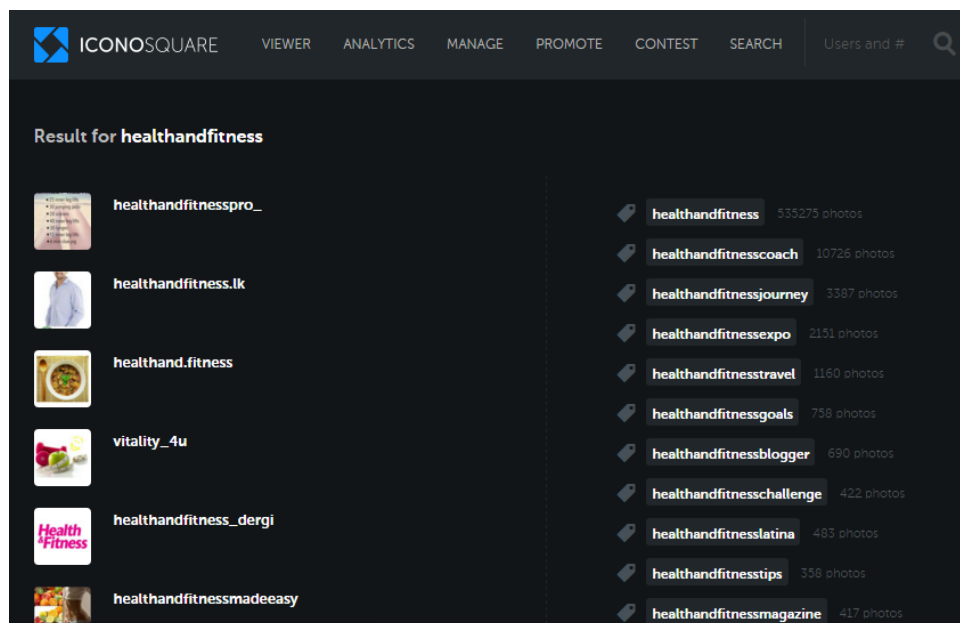 ICONOSQUARE VIEWER ANALYTICS MANAGE PROMOTE CONTEST SEARCH Users and #
Result for healthandfitness
healthandfitnesspro_
healthandfitness.lk
healthand.fitness
vitality_4u
healthandfitness_dergi
Health
&Fitness
healthandfitnessmadeeasy
healthandfitness 535275 photos
healthandfitnesscoach 10726 photos
healthandfitnessjourney 3387 photos
healthandfitnessexpo 2151 photos
healthandfitnesstravel 1160 photos
healthandfitnessgoals 758 photos
healthandfitnessblogger 690 photos
healthandfitnesschallenge 422 photos
healthandfitnesslatina 483 photos
healthandfitnesstips 358 photos
healthandfitnessmagazine 417 photos